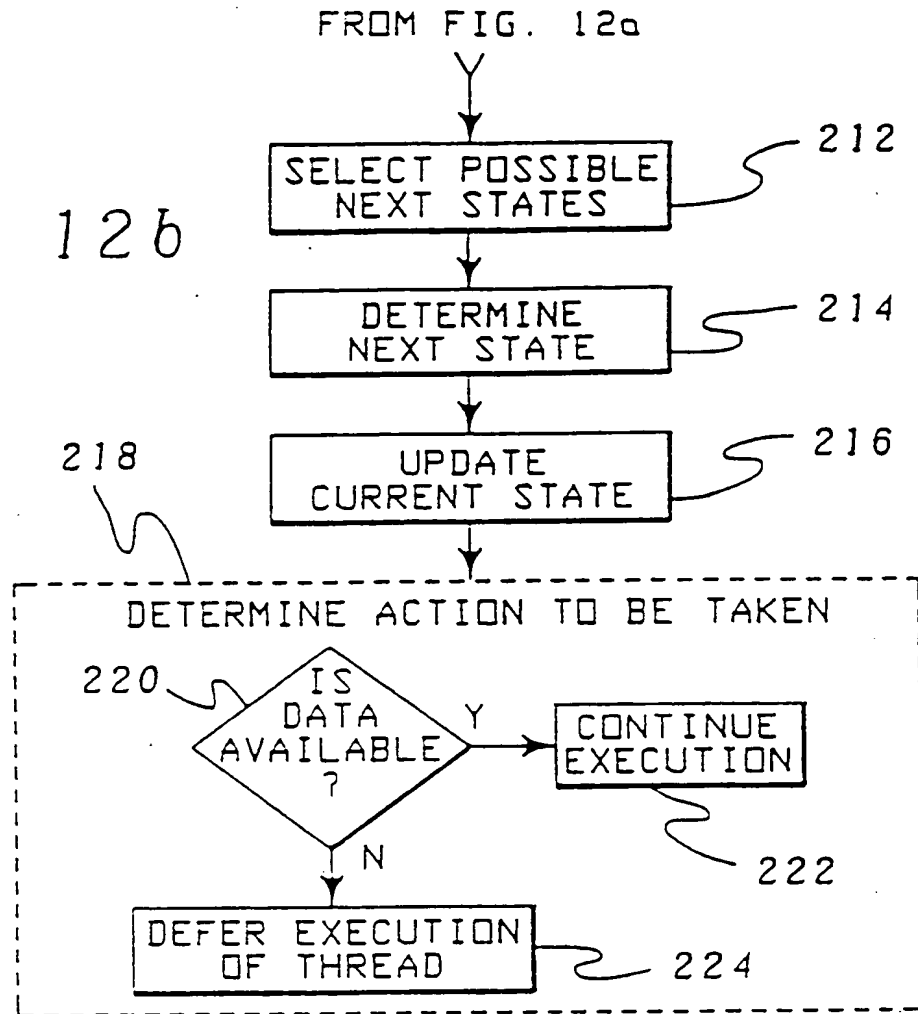 FROM FIG. 12a
212
SELECT POSSIBLE
NEXT STATES
12b
214
DETERMINE
NEXT STATE
216
UPDATE
CURRENT STATE
218
DETERMINE ACTION TO BE TAKEN
220
IS
DATA
AVAILABLE
?
Y
CONTINUE
EXECUTION
222
N
DEFER EXECUTION
OF THREAD
224